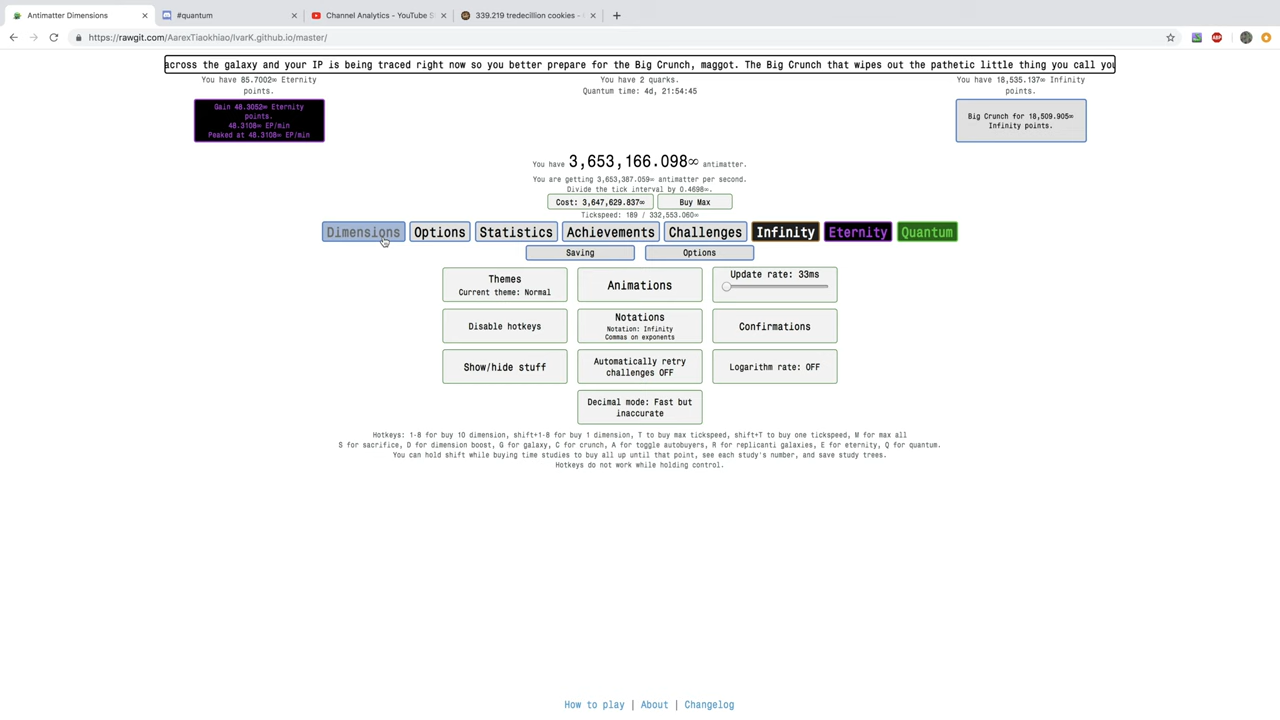 Antimatter Dimensions
#quantum
Channel Analytics - YouTube S
339.219 tredecillion cookies -
https://rawgit.com/AarexTiaokhiao/IvarK.github.io/master/
ABP
across the galaxy and your IP is being traced right now so you better prepare for the Big Crunch, maggot. The Big Crunch that wipes out the pathetic little thing you call you
You have 85.7002∞ Eternity
points.
You have 2 quarks.
Quantum time: 4d, 21:54:45
You have 18,535.137∞ Infinity
points.
Gain 48.3052∞ Eternity
points.
48.3108∞ EP/min
Peaked at 48.3108∞ EP/min
Big Crunch for 18,509.905∞
Infinity points.
You have 3,653,166.098∞ antimatter.
You are getting 3,653,387.059∞ antimatter per second.
Divide the tick interval by 0.4698∞.
Cost: 3,647,629.837∞
Buy Max
Tickspeed: 189 / 332,553.060∞
Dimensions
Options
Statistics
Achievements
Challenges
Infinity
Eternity
Quantum
Saving
Options
Themes
Current theme: Normal
Animations
Update rate: 33ms
Disable hotkeys
Notations
Notation: Infinity
Commas on exponents
Confirmations
Show/hide stuff
Automatically retry
challenges OFF
Logarithm rate: OFF
Decimal mode: Fast but
inaccurate
Hotkeys: 1-8 for buy 10 dimension, shift+1-8 for buy 1 dimension, T to buy max tickspeed, shift+T to buy one tickspeed, M for max all
S for sacrifice, D for dimension boost, G for galaxy, C for crunch, A for toggle autobuyers, R for replicanti galaxies, E for eternity, Q for quantum.
You can hold shift while buying time studies to buy all up until that point, see each study's number, and save study trees.
Hotkeys do not work while holding control.
How to play | About | Changelog